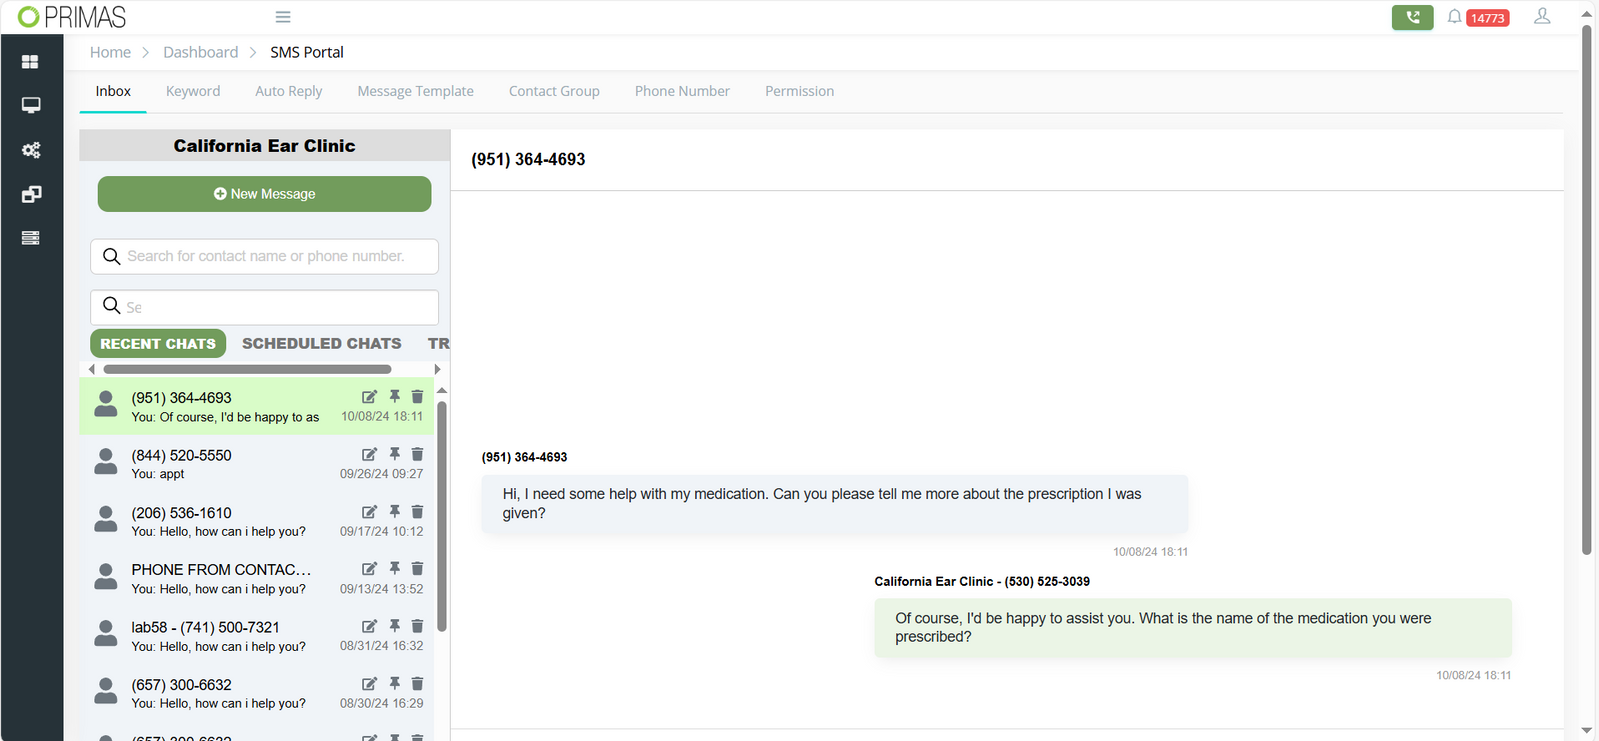 PRIMAS
14773
Home > Dashboard > SMS Portal
Inbox Keyword Auto Reply Message Template Contact Group Phone Number Permission
California Ear Clinic
New Message
Search for contact name or phone number.
Se
RECENT CHATS SCHEDULED CHATS TR
(951) 364-4693
You: Of course, I'd be happy to as 10/08/24 18:11
(844) 520-5550
You: appt 09/26/24 09:27
(206) 536-1610
You: Hello, how can i help you? 09/17/24 10:12
PHONE FROM CONTAC...
You: Hello, how can i help you? 09/13/24 13:52
lab58 - (741) 500-7321
You: Hello, how can i help you? 08/31/24 16:32
(657) 300-6632
You: Hello, how can i help you? 08/30/24 16:29
(951) 364-4693
(951) 364-4693
Hi, I need some help with my medication. Can you please tell me more about the prescription I was
given?
10/08/24 18:11
California Ear Clinic - (530) 525-3039
Of course, I'd be happy to assist you. What is the name of the medication you were
prescribed?
10/08/24 18:11